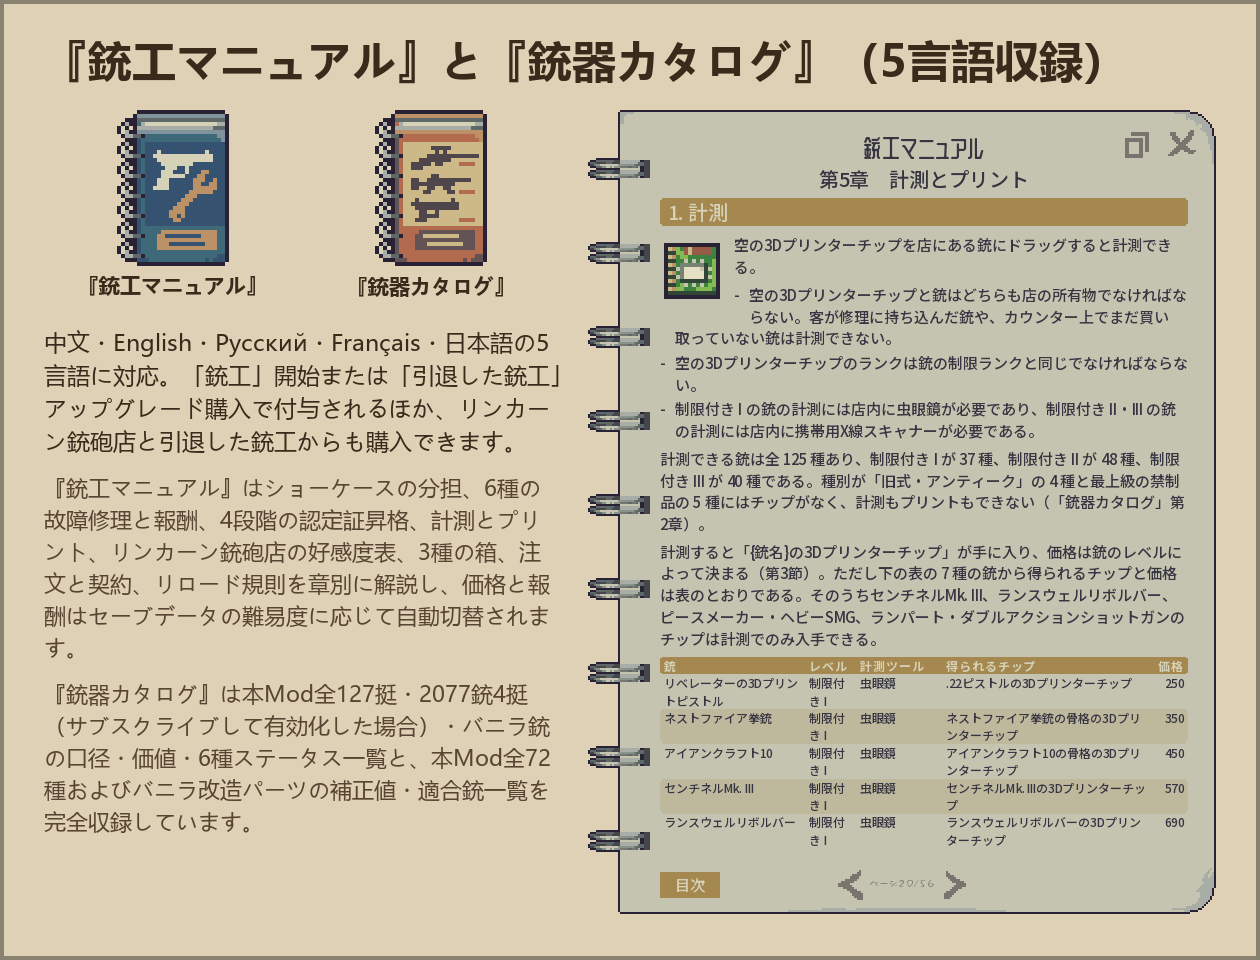 『銃工マニュアル』と『銃器カタログ』（5言語収録）
『銃工マニュアル』
『銃器カタログ』
中文・English・Русский・Français・日本語の5
言語に対応。「銃工」開始または「引退した銃工」
アップグレード購入で付与されるほか、リンカー
ン銃砲店と引退した銃工からも購入できます。
『銃工マニュアル』はショーケースの分担、6種の
故障修理と報酬、4段階の認定証昇格、計測とプリ
ント、リンカーン銃砲店の好感度表、3種の箱、注
文と契約、リロード規則を章別に解説し、価格と報
酬はセーブデータの難易度に応じて自動切替されま
す。
『銃器カタログ』は本Mod全127挺・2077銃4挺
（サブスクライブして有効化した場合）・バニラ銃
の口径・価値・6種ステータス一覧と、本Mod全72
種およびバニラ改造パーツの補正値・適合銃一覧を
完全収録しています。
銃工マニュアル
第5章　計測とプリント
1. 計測
空の3Dプリンターチップを店にある銃にドラッグすると計測でき
る。
- 空の3Dプリンターチップと銃はどちらも店の所有物でなければな
らない。客が修理に持ち込んだ銃や、カウンター上でまだ買い
取っていない銃は計測できない。
- 空の3Dプリンターチップのランクは銃の制限ランクと同じでなければならな
い。
- 制限付き I の銃の計測には店内に虫眼鏡が必要であり、制限付き II・III の銃
の計測には店内に携帯用X線スキャナーが必要である。
計測できる銃は全 125 種あり、制限付き I が 37 種、制限付き II が 48 種、制限
付き III が 40 種である。種別が「旧式・アンティーク」の 4 種と最上級の禁制
品の 5 種にはチップがなく、計測もプリントもできない（「銃器カタログ」第
2章）。
計測すると「{銃名}の3Dプリンターチップ」が手に入り、価格は銃のレベルに
よって決まる（第3節）。ただし下の表の 7 種の銃から得られるチップと価格
は表のとおりである。そのうちセンチネルMk. III、ランスウェルリボルバー、
ピースメーカー・ヘビーSMG、ランパート・ダブルアクションショットガンの
チップは計測でのみ入手できる。
銃 レベル 計測ツール 得られるチップ 価格
リベレーターの3Dプリン 制限付 虫眼鏡 .22ピストルの3Dプリンターチップ 250
トピストル き I
ネストファイア拳銃 制限付 虫眼鏡 ネストファイア拳銃の骨格の3Dプリ 350
き I ンターチップ
アイアンクラフト10 制限付 虫眼鏡 アイアンクラフト10の骨格の3Dプリ 450
き I ンターチップ
センチネルMk. III 制限付 虫眼鏡 センチネルMk. IIIの3Dプリンターチッ 570
き I プ
ランスウェルリボルバー 制限付 虫眼鏡 ランスウェルリボルバーの3Dプリン 690
き I ターチップ
目次
ページ20/56